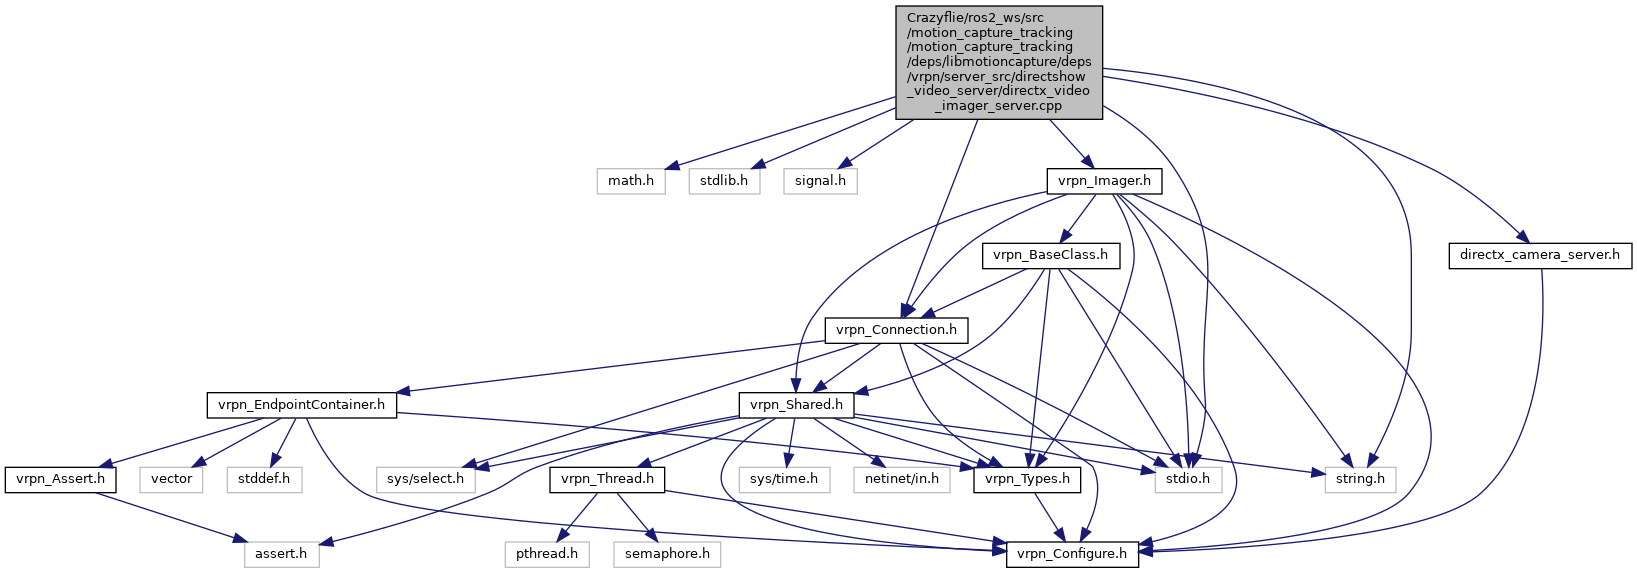 Crazyflie/ros2_ws/src
/motion_capture_tracking
/motion_capture_tracking
/deps/libmotioncapture/deps
/vrpn/server_src/directshow
_video_server/directx_video
_imager_server.cpp
math.h
stdlib.h
signal.h
vrpn_Imager.h
vrpn_BaseClass.h
directx_camera_server.h
vrpn_Connection.h
vrpn_EndpointContainer.h
vrpn_Shared.h
vrpn_Assert.h
vector
stddef.h
sys/select.h
vrpn_Thread.h
sys/time.h
netinet/in.h
vrpn_Types.h
stdio.h
string.h
assert.h
pthread.h
semaphore.h
vrpn_Configure.h